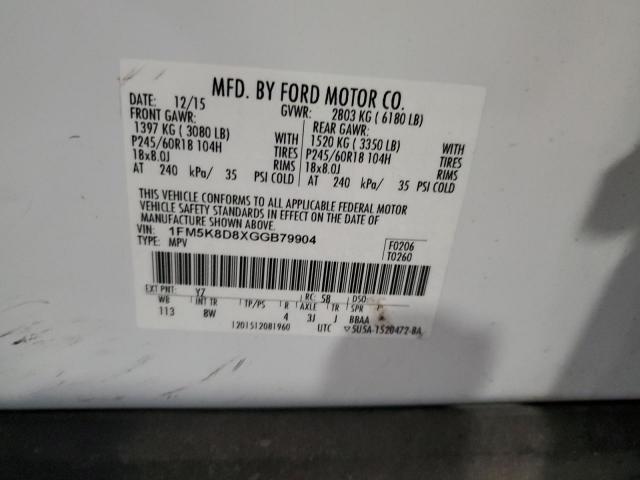 MFD. BY FORD MOTOR CO.
DATE: 12/15 GVWR: 2803 KG ( 6180 LB)
FRONT GAWR: REAR GAWR:
1397 KG ( 3080 LB) WITH 1520 KG ( 3350 LB) WITH
P245/60R18 104H TIRES P245/60R18 104H TIRES
18x8.0J RIMS 18x8.0J RIMS
AT 240 kPa/ 35 PSI COLD AT 240 kPa/ 35 PSI COLD
THIS VEHICLE CONFORMS TO ALL APPLICABLE FEDERAL MOTOR
VEHICLE SAFETY STANDARDS IN EFFECT ON THE DATE OF
MANUFACTURE SHOWN ABOVE.
VIN: 1FM5K8D8XGGB79904 F0206
TYPE: MPV T0260
EXT PNT: YZ RC: 58 DSO:
WB INT TR TP/PS R AXLE TR SPR
113 8W 4 3J J BBAA
1201512081960 UTC 5U5A-1520472-BA